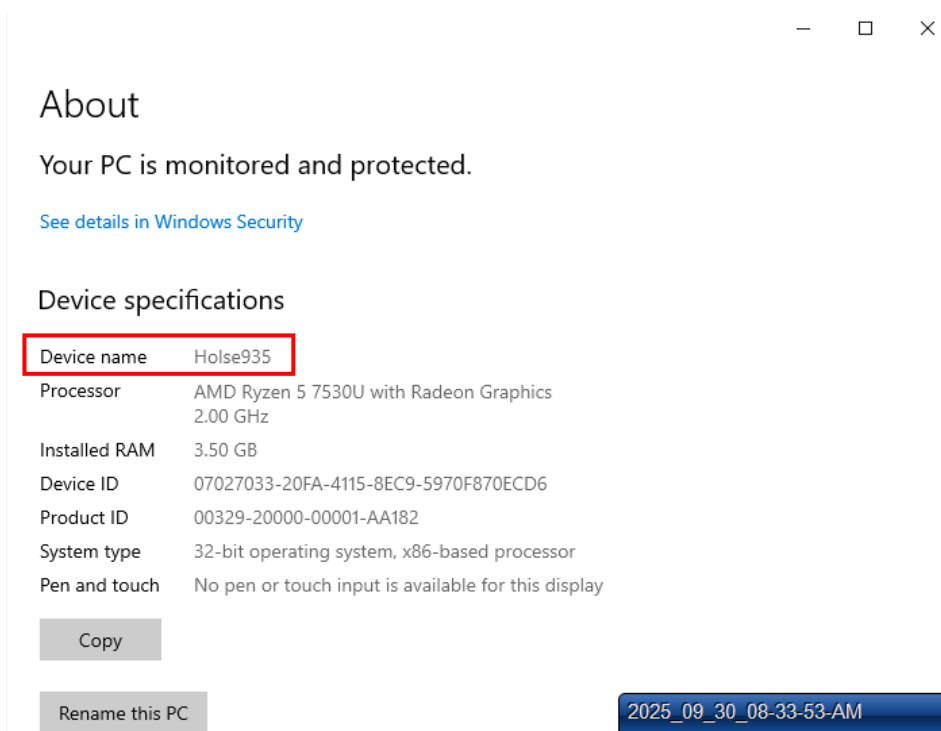 About
Your PC is monitored and protected.
See details in Windows Security
Device specifications
Device name Holse935
Processor AMD Ryzen 5 7530U with Radeon Graphics
2.00 GHz
Installed RAM 3.50 GB
Device ID 07027033-20FA-4115-8EC9-5970F870ECD6
Product ID 00329-20000-00001-AA182
System type 32-bit operating system, x86-based processor
Pen and touch No pen or touch input is available for this display
Copy
Rename this PC
2025_09_30_08-33-53-AM